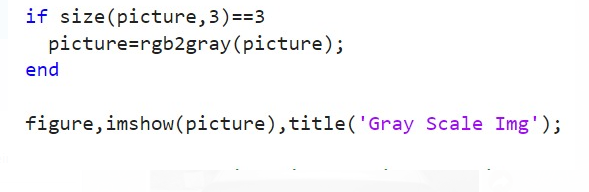 if size(picture,3)==3
  picture=rgb2gray(picture);
end
figure,imshow(picture),title('Gray Scale Img');